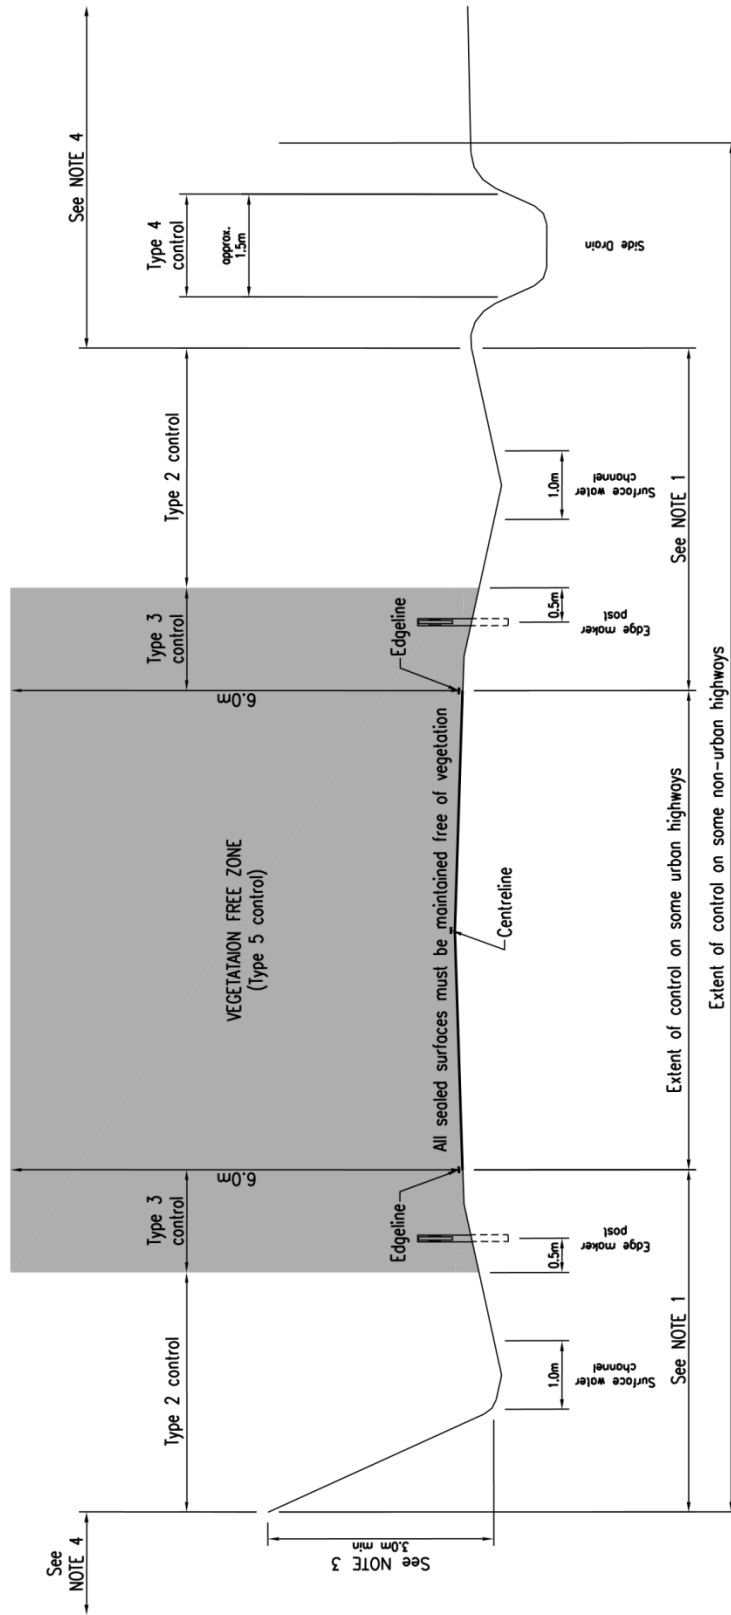 See
NOTE 4
See NOTE 4
Type 2 control
Type 3
control
Type 3
control
Type 2 control
Type 4
control
approx.
1.5m
6.0m
6.0m
VEGETATAION FREE ZONE
(Type 5 control)
Edgeline
All sealed surfaces must be maintained free of vegetation
Edgeline
Centreline
See NOTE 3
3.0m min
1.0m
Surface water
channel
0.5m
Edge maker
post
0.5m
Edge maker
post
1.0m
Surface water
channel
Side Drain
See NOTE 1
Extent of control on some urban highways
See NOTE 1
Extent of control on some non-urban highways